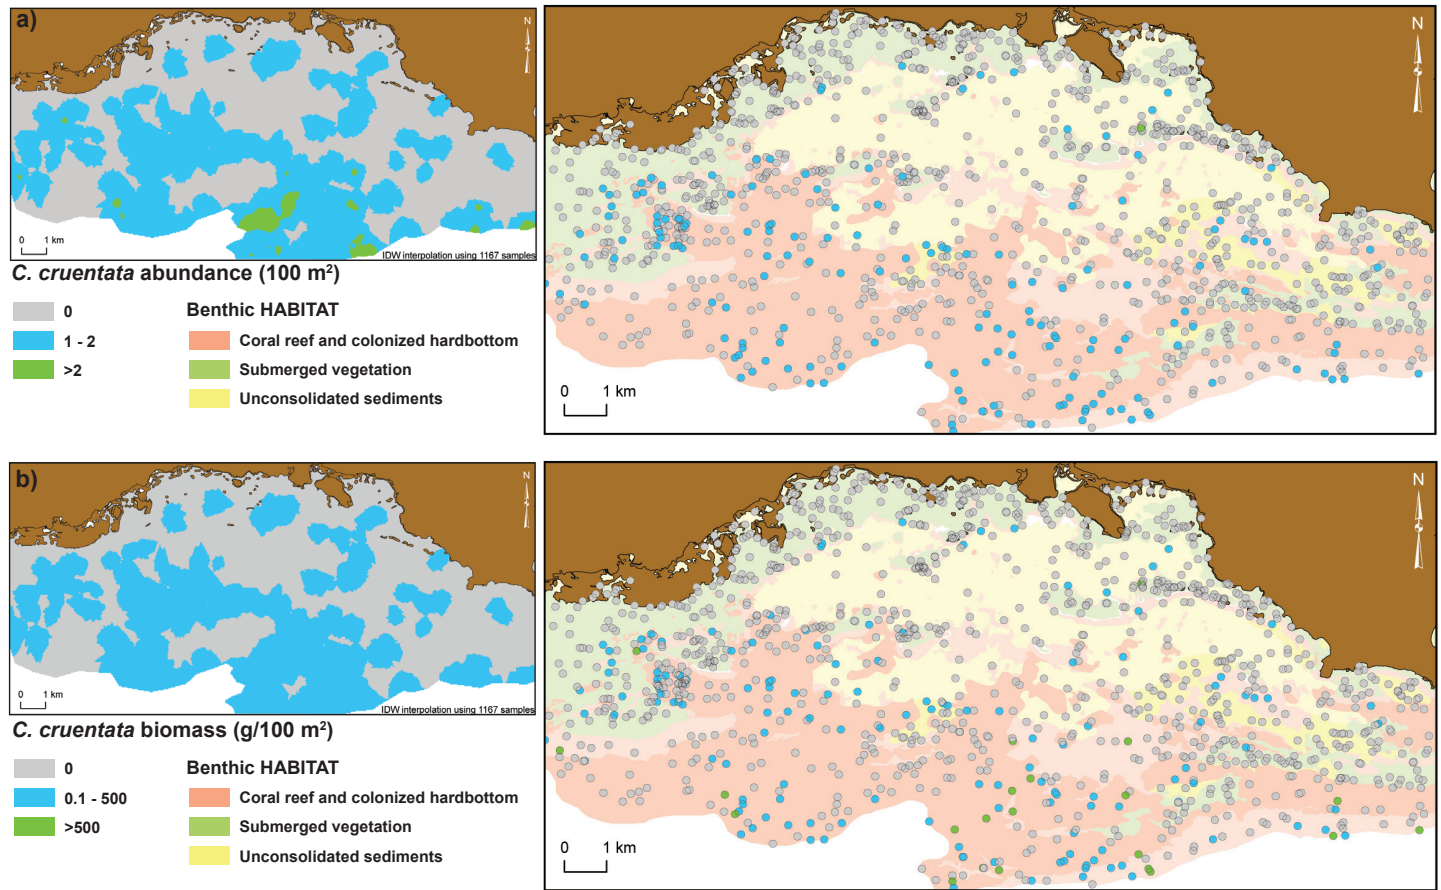 a)
N
0 1 km
IDW interpolation using 1167 samples
C. cruentata abundance (100 m²)
0
1 - 2
>2
Benthic HABITAT
Coral reef and colonized hardbottom
Submerged vegetation
Unconsolidated sediments
N
0 1 km
b)
N
0 1 km
IDW interpolation using 1167 samples
C. cruentata biomass (g/100 m²)
0
0.1 - 500
>500
Benthic HABITAT
Coral reef and colonized hardbottom
Submerged vegetation
Unconsolidated sediments
N
0 1 km